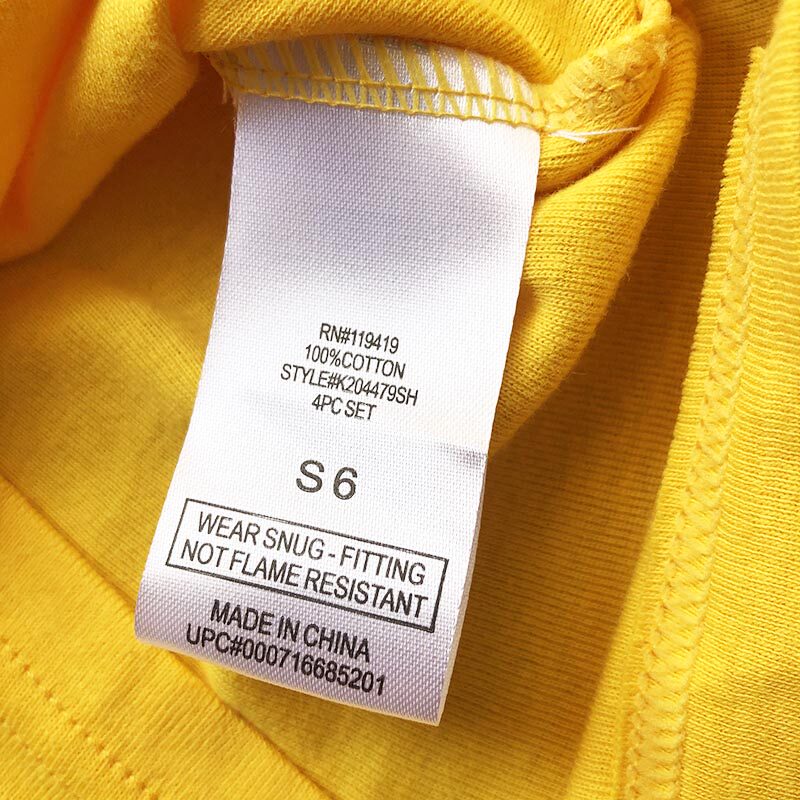 RN#119419
100%COTTON
STYLE#K204479SH
4PC SET
S 6
WEAR SNUG - FITTING
NOT FLAME RESISTANT
MADE IN CHINA
UPC#000716685201